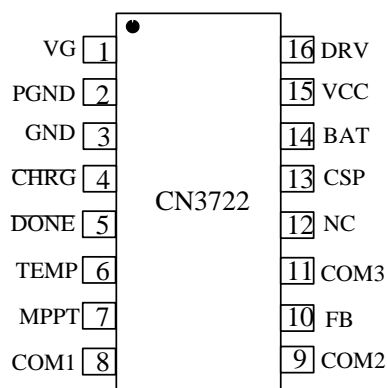 VG 1 16 DRV
PGND 2 15 VCC
GND 3 14 BAT
CHRG 4 13 CSP
CN3722
DONE 5 12 NC
TEMP 6 11 COM3
MPPT 7 10 FB
COM1 8 9 COM2